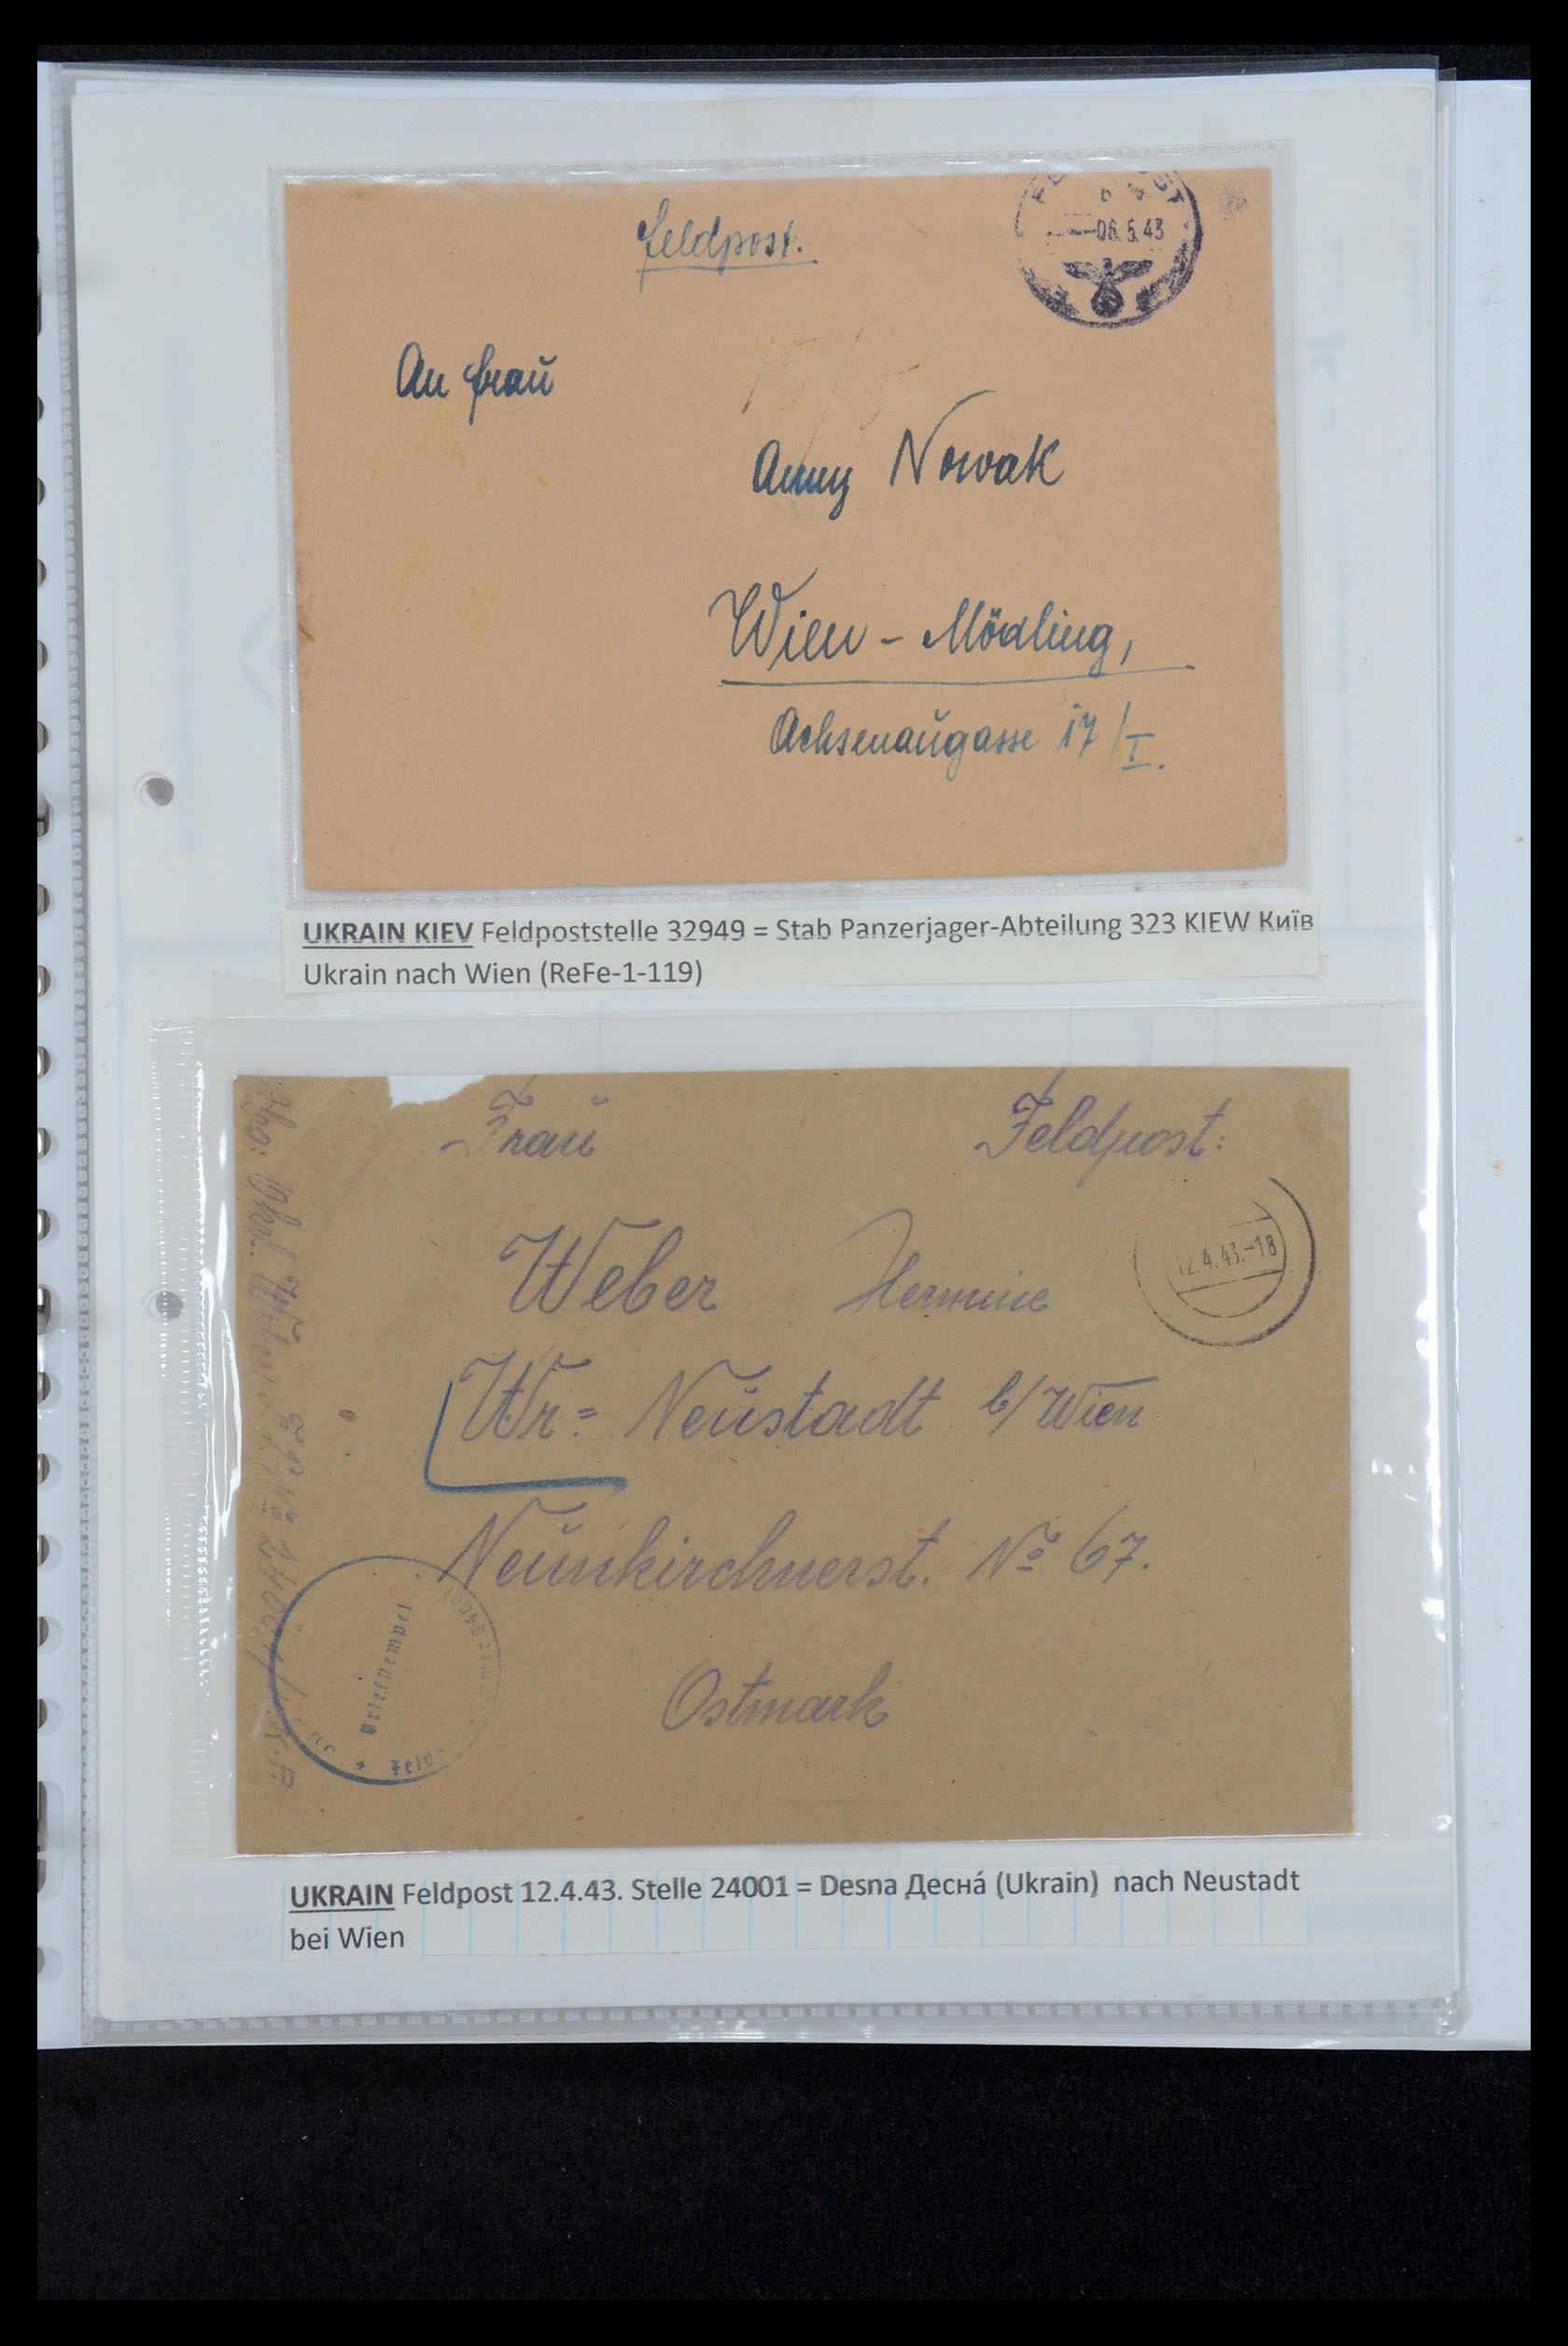 Feldpost.
06.5.43
An Frau
Anny Nowak
Wien - Mödling,
Achsenaugasse 17/I.
UKRAIN KIEV Feldpoststelle 32949 = Stab Panzerjager-Abteilung 323 KIEW Київ
Ukrain nach Wien (ReFe-1-119)
Frau Feldpost:
12.4.43.-18
Weber Hermine
Wr= Neustadt b/Wien
Neunkirchnerst. No 67.
Briefstempel
Ostmark
UKRAIN Feldpost 12.4.43. Stelle 24001 = Desna Деснá (Ukrain) nach Neustadt
bei Wien